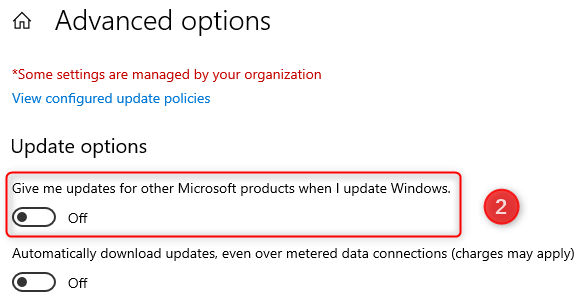 Advanced options
*Some settings are managed by your organization
View configured update policies
Update options
Give me updates for other Microsoft products when I update Windows.
Off
2
Automatically download updates, even over metered data connections (charges may apply)
Off